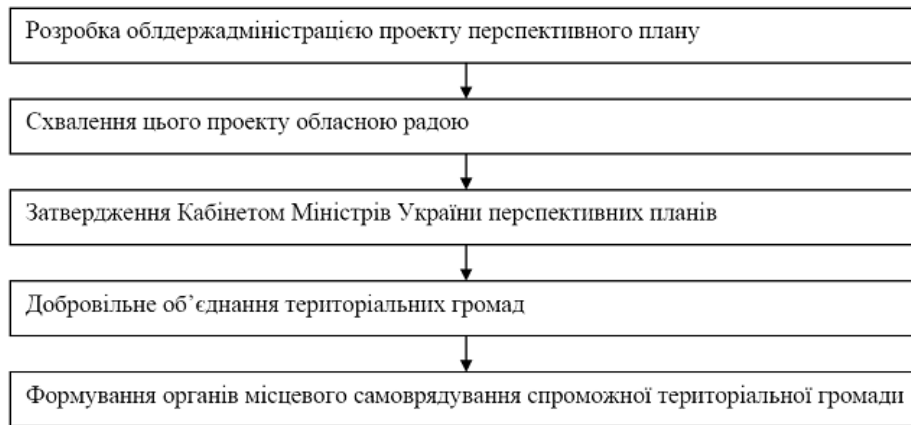 Розробка облдержадміністрацією проекту перспективного плану
Схвалення цього проекту обласною радою
Затвердження Кабінетом Міністрів України перспективних планів
Добровільне об’єднання територіальних громад
Формування органів місцевого самоврядування спроможної територіальної громади